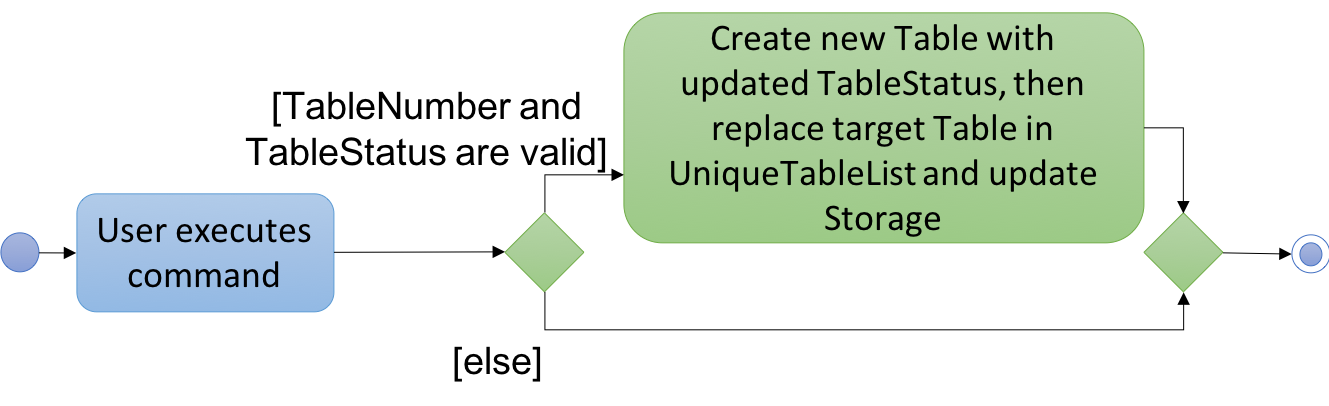 Create new Table with
updated TableStatus, then
replace target Table in
UniqueTableList and update
Storage
[TableNumber and
TableStatus are valid]
User executes
command
[else]